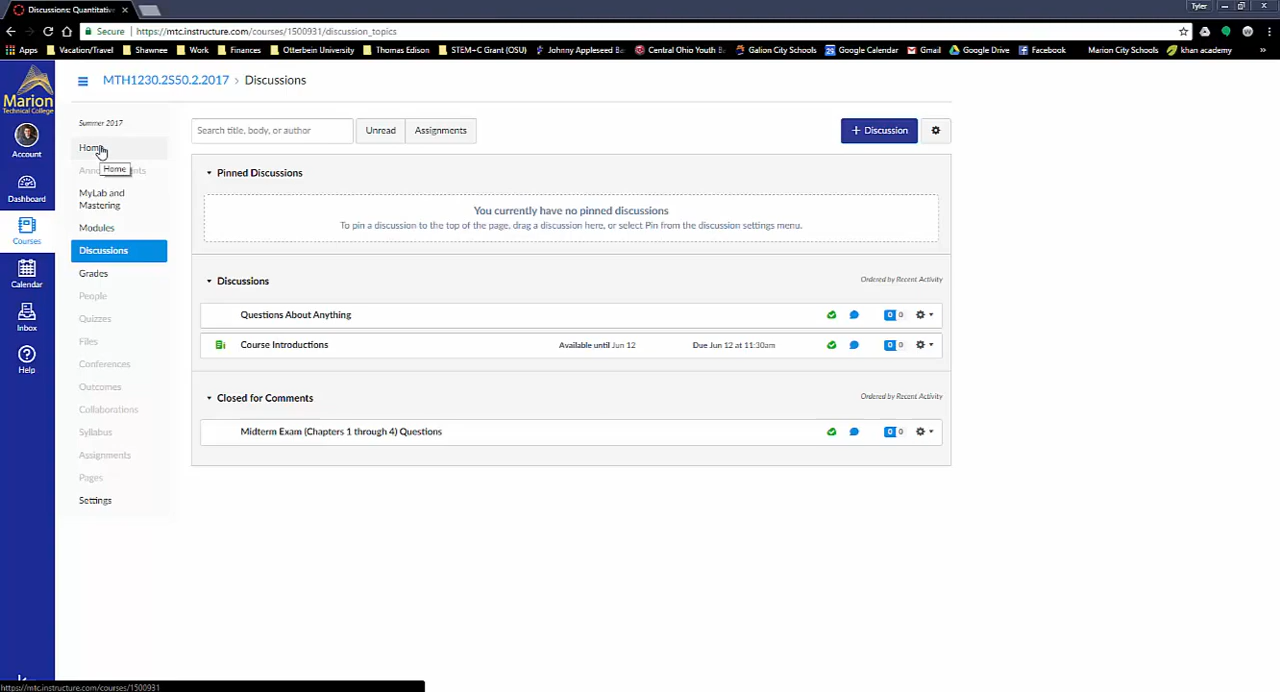 Discussions: Quantitative
Tyler
Secure
https://mtc.instructure.com/courses/1500931/discussion_topics
Apps Vacation/Travel Shawnee Work Finances Otterbein University Thomas Edison STEM+C Grant (OSU) Johnny Appleseed Ba Central Ohio Youth B Galion City Schools Google Calendar Gmail Google Drive Facebook Marion City Schools khan academy »
Marion
Technical College
Account
Dashboard
Courses
Calendar
Inbox
Help
MTH1230.2S50.2.2017 > Discussions
Summer 2017
Home
Home
MyLab and
Mastering
Modules
Discussions
Grades
People
Quizzes
Files
Conferences
Outcomes
Collaborations
Syllabus
Assignments
Pages
Settings
Search title, body, or author
Unread
Assignments
+ Discussion
Pinned Discussions
You currently have no pinned discussions
To pin a discussion to the top of the page, drag a discussion here, or select Pin from the discussion settings menu.
Discussions
Ordered by Recent Activity
Questions About Anything 0 0
Course Introductions Available until Jun 12 Due Jun 12 at 11:30am 0 0
Closed for Comments
Ordered by Recent Activity
Midterm Exam (Chapters 1 through 4) Questions 0 0
https://mtc.instructure.com/courses/1500931